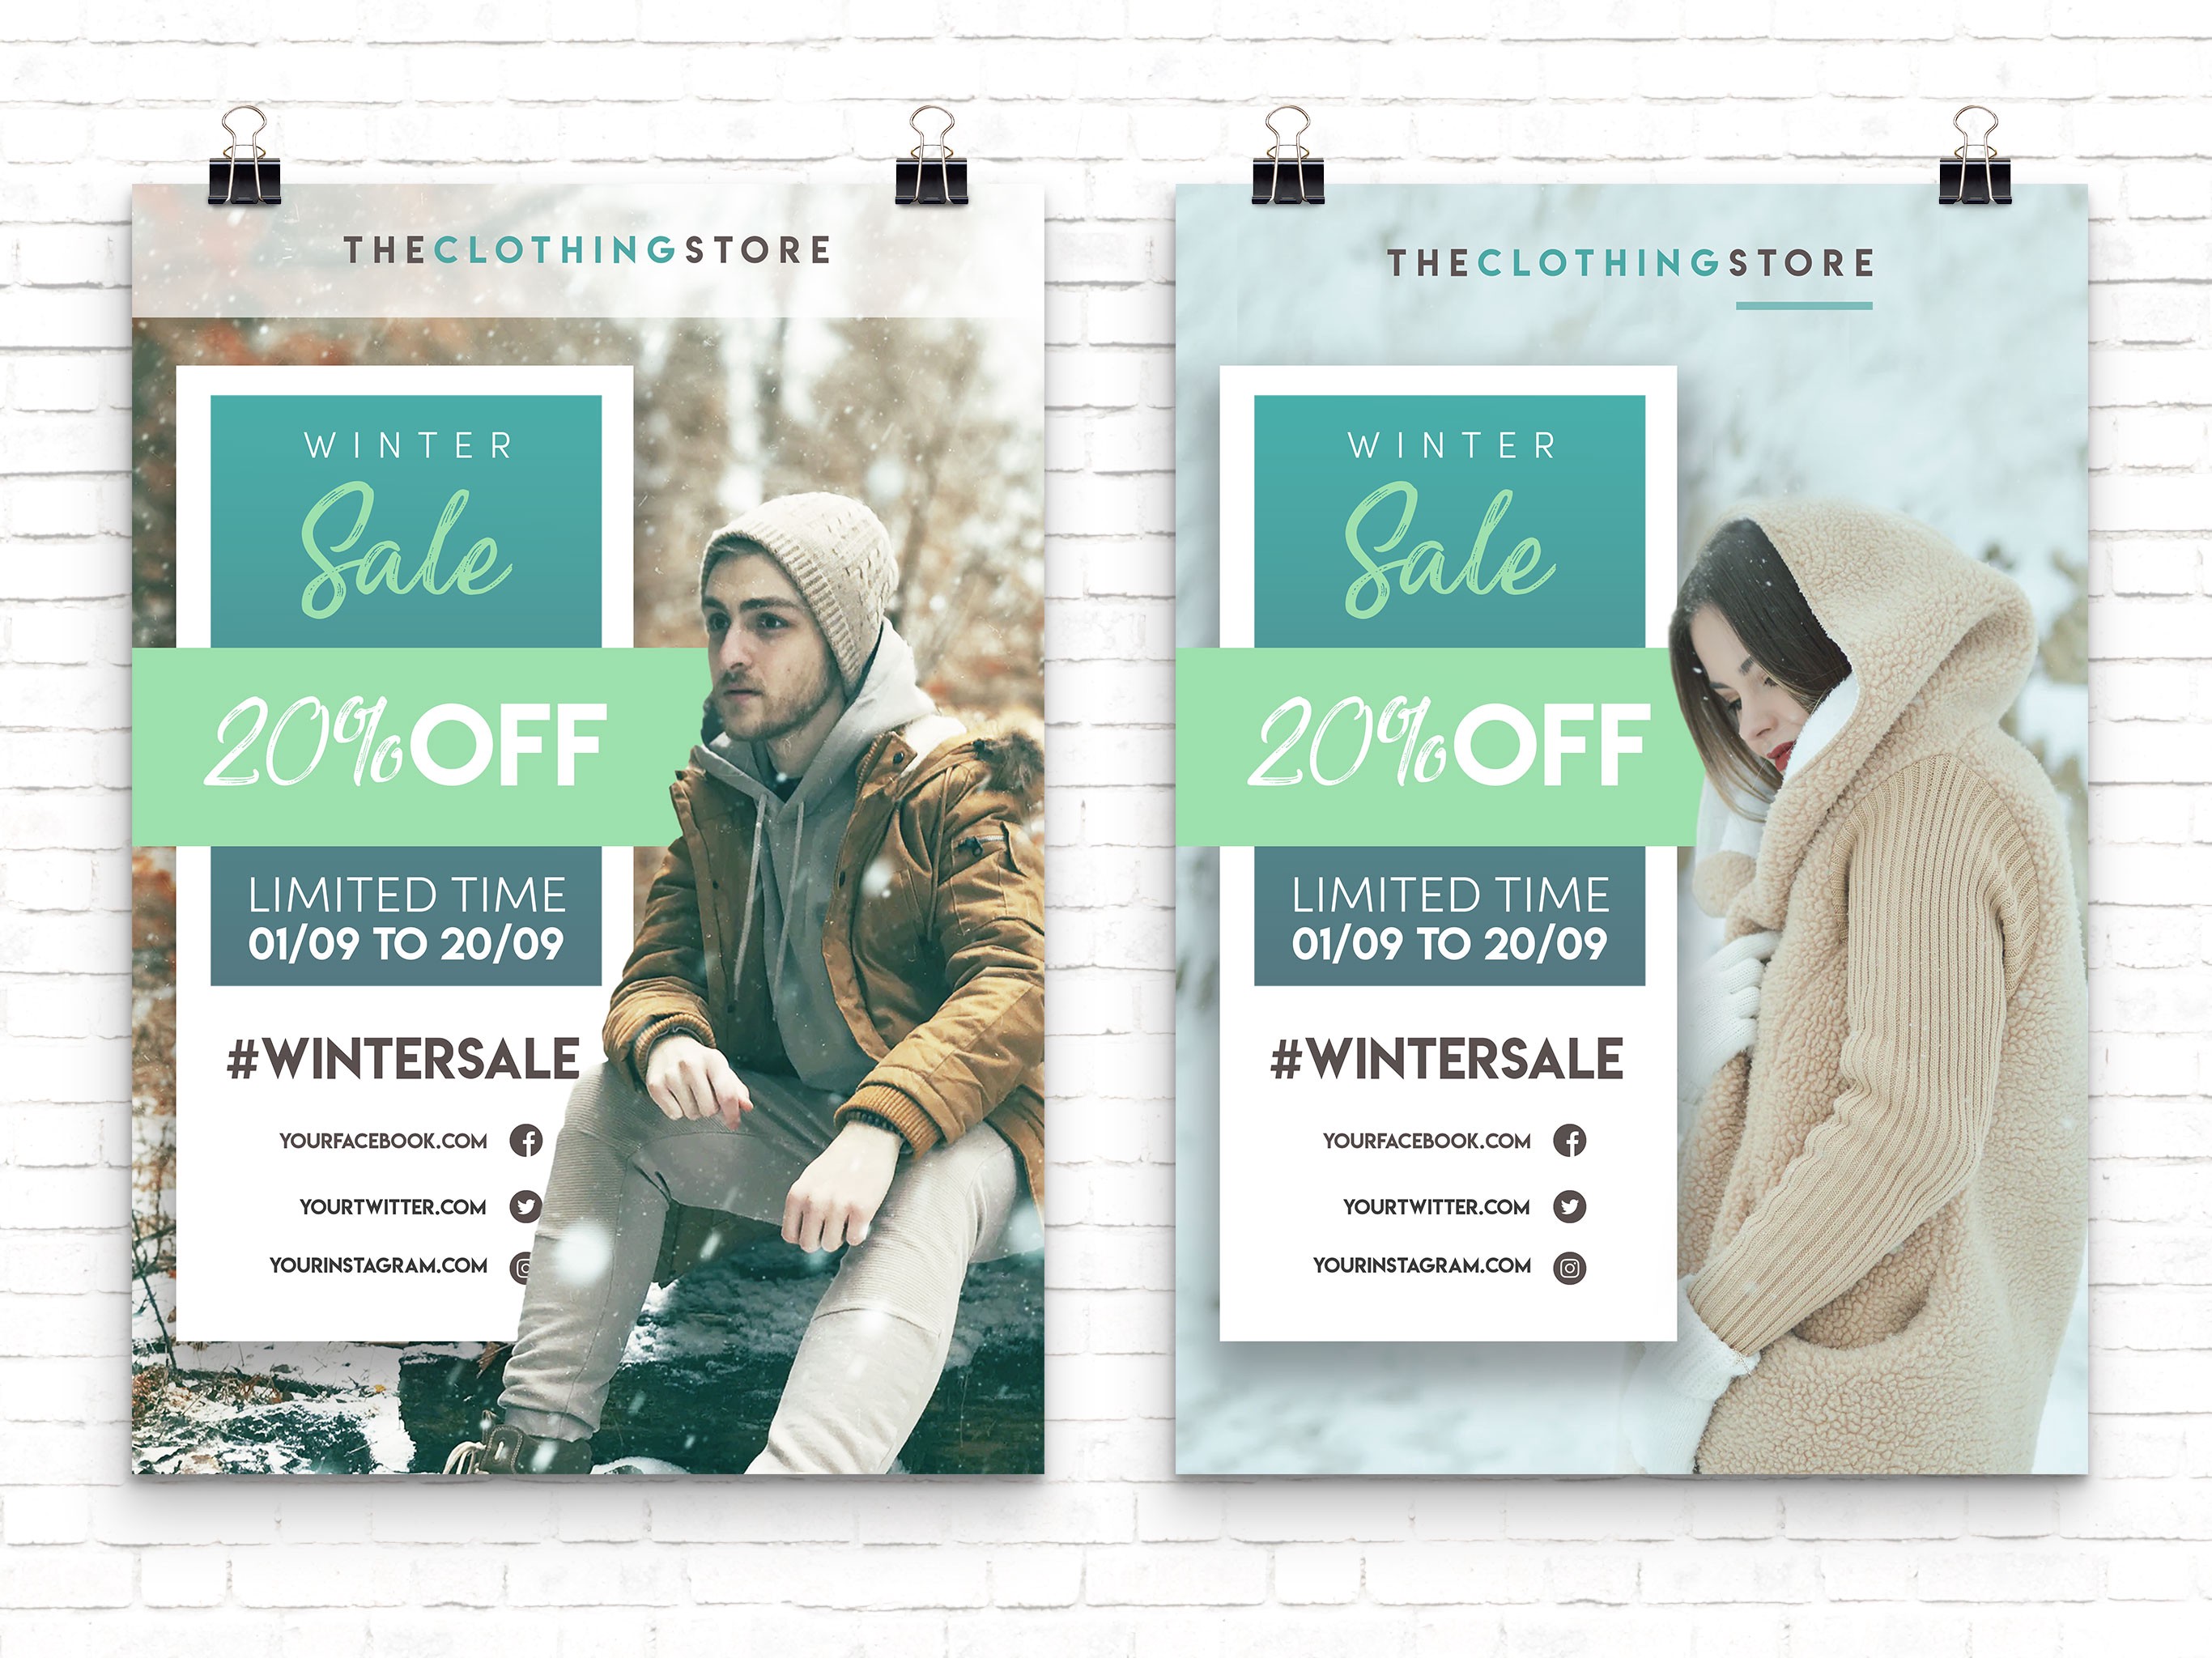 THECLOTHINGSTORE
WINTER
Sale
20%OFF
LIMITED TIME
01/09 TO 20/09
#WINTERSALE
YOURFACEBOOK.COM
YOURTWITTER.COM
YOURINSTAGRAM.COM
THECLOTHINGSTORE
WINTER
Sale
20%OFF
LIMITED TIME
01/09 TO 20/09
#WINTERSALE
YOURFACEBOOK.COM
YOURTWITTER.COM
YOURINSTAGRAM.COM